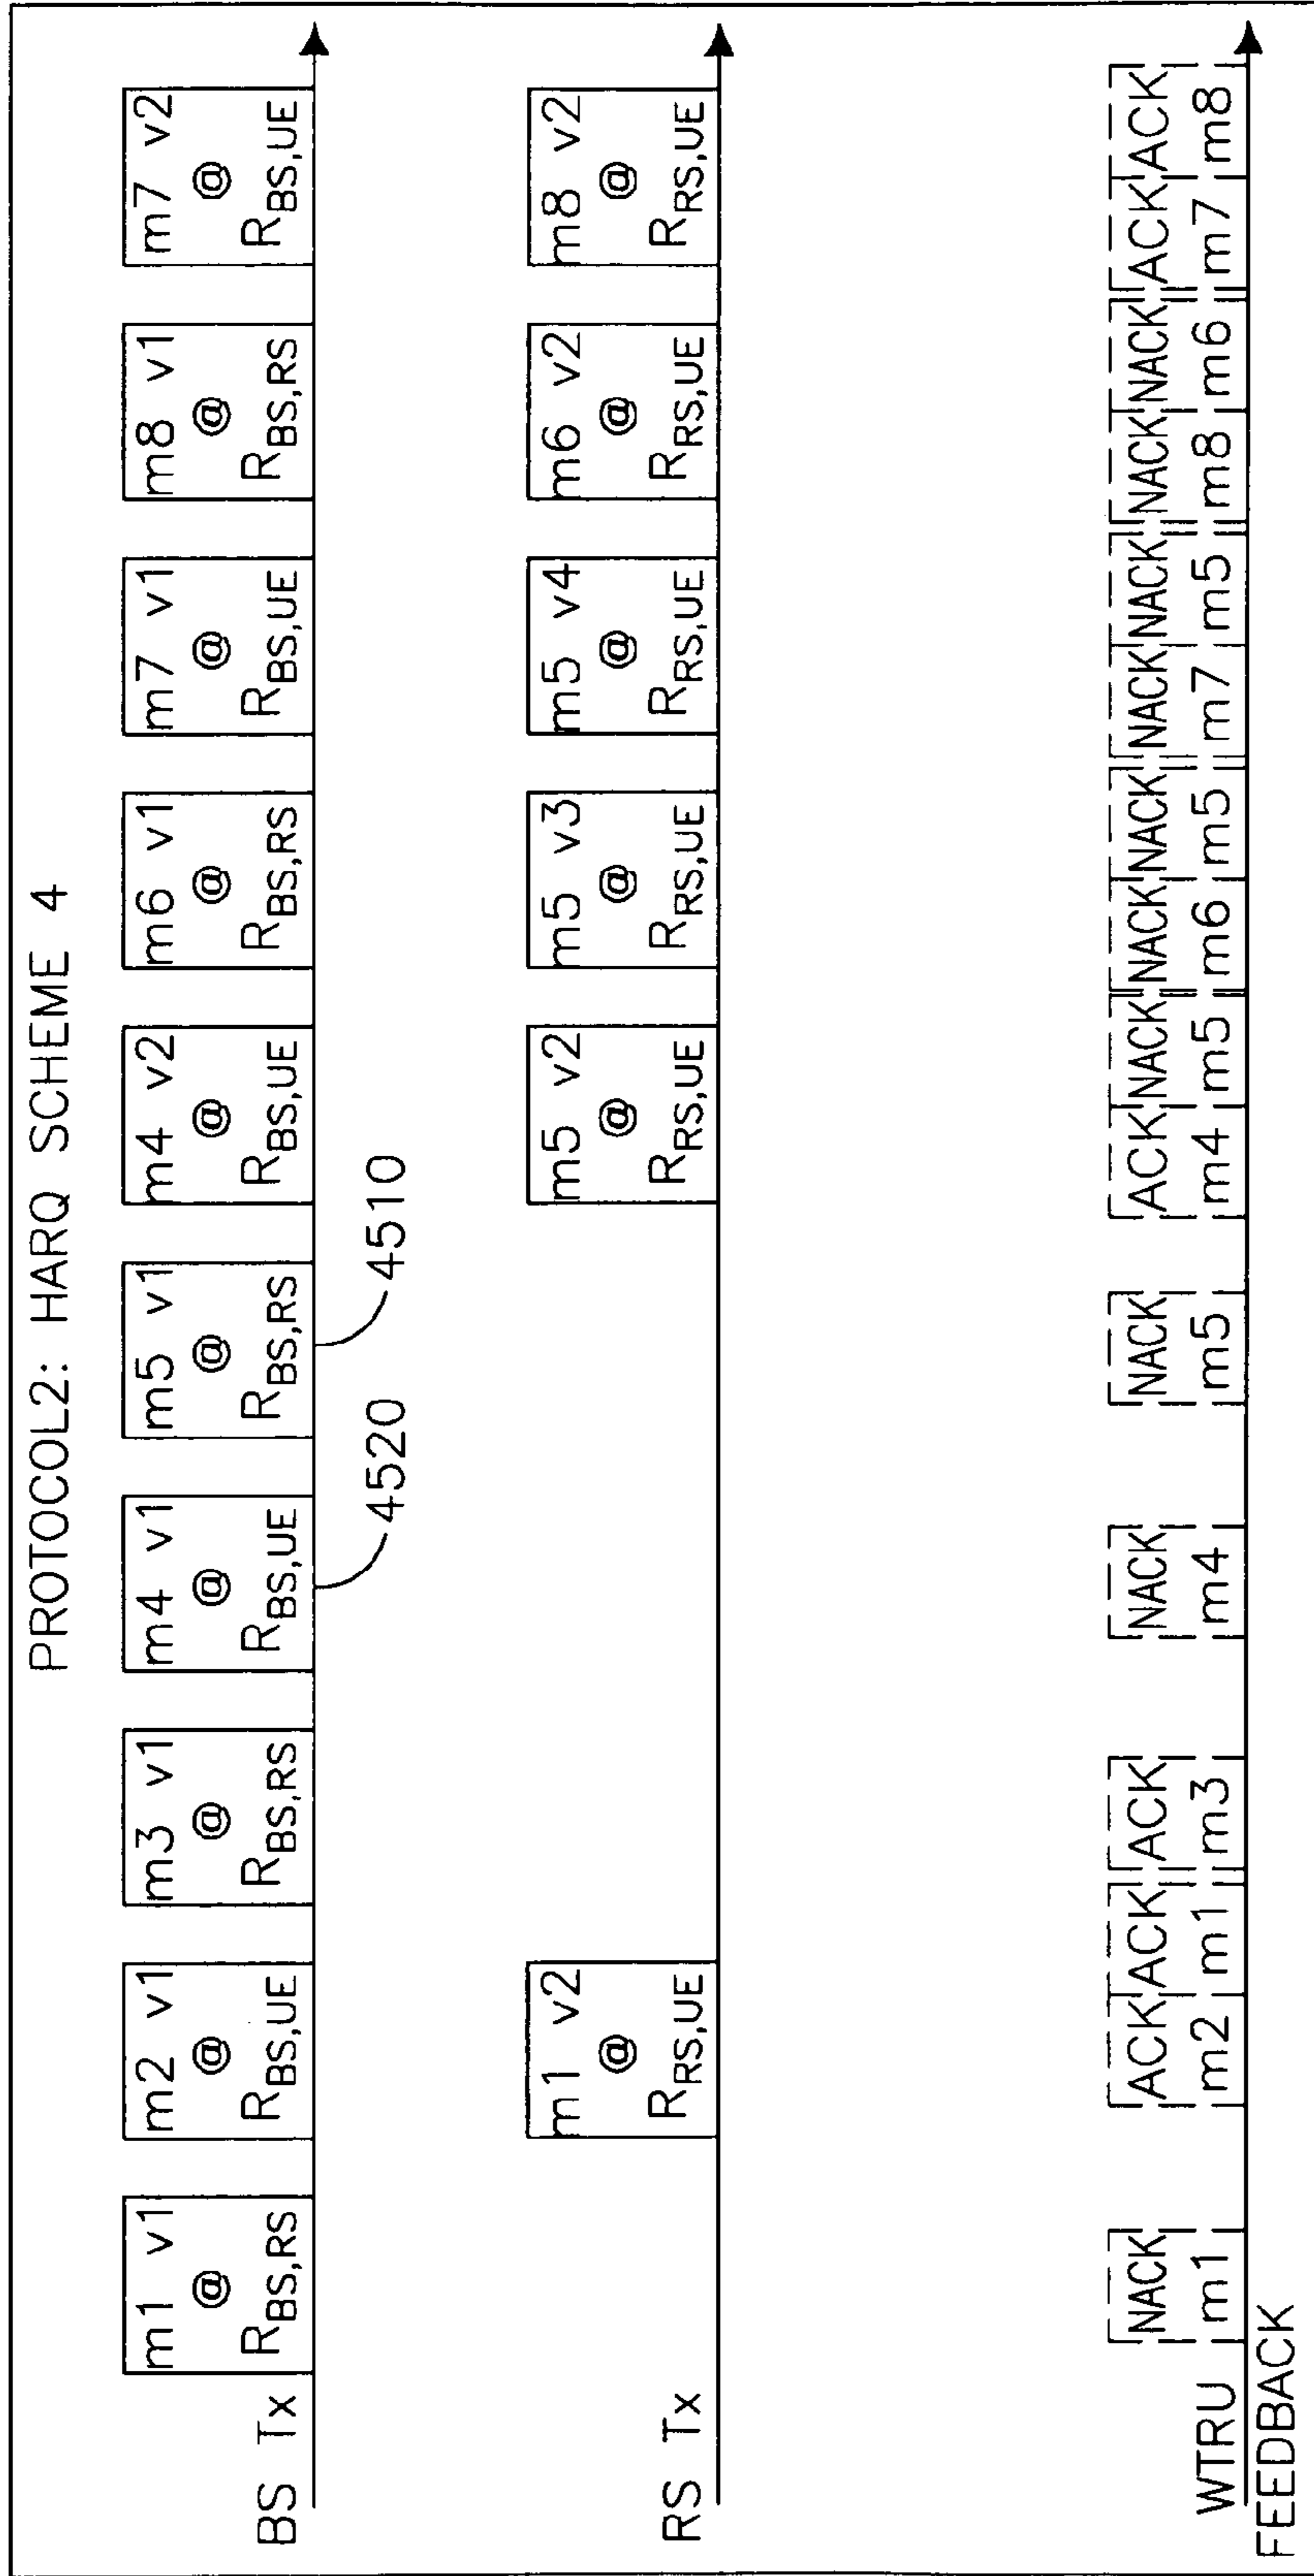 PROTOCOL2: HARQ SCHEME 4
BS Tx
m1 v1
@
RBS,RS
m2 v1
@
RBS,UE
m3 v1
@
RBS,RS
m4 v1
@
RBS,UE
m5 v1
@
RBS,RS
m4 v2
@
RBS,UE
m6 v1
@
RBS,RS
m7 v1
@
RBS,UE
m8 v1
@
RBS,RS
m7 v2
@
RBS,UE
4520
4510
RS Tx
m1 v2
@
RRS,UE
m5 v2
@
RRS,UE
m5 v3
@
RRS,UE
m5 v4
@
RRS,UE
m6 v2
@
RRS,UE
m8 v2
@
RRS,UE
WTRU
FEEDBACK
NACK
m1
ACK
m2
ACK
m1
ACK
m3
NACK
m4
NACK
m5
ACK
m4
NACK
m5
NACK
m6
NACK
m5
NACK
m7
NACK
m5
NACK
m8
NACK
m6
ACK
m7
ACK
m8